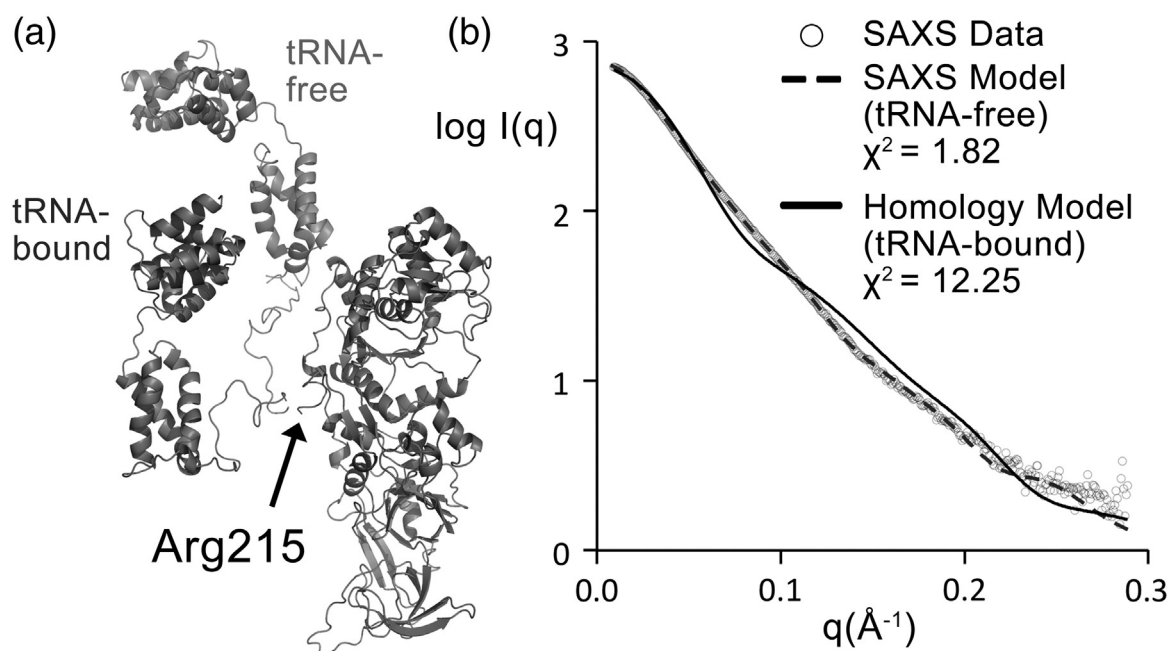 (a)
tRNA-
free
tRNA-
bound
Arg215
(b)
log I(q)
3
2
1
0
0.0
0.1
0.2
0.3
q(Å⁻¹)
SAXS Data
SAXS Model
(tRNA-free)
χ² = 1.82
Homology Model
(tRNA-bound)
χ² = 12.25